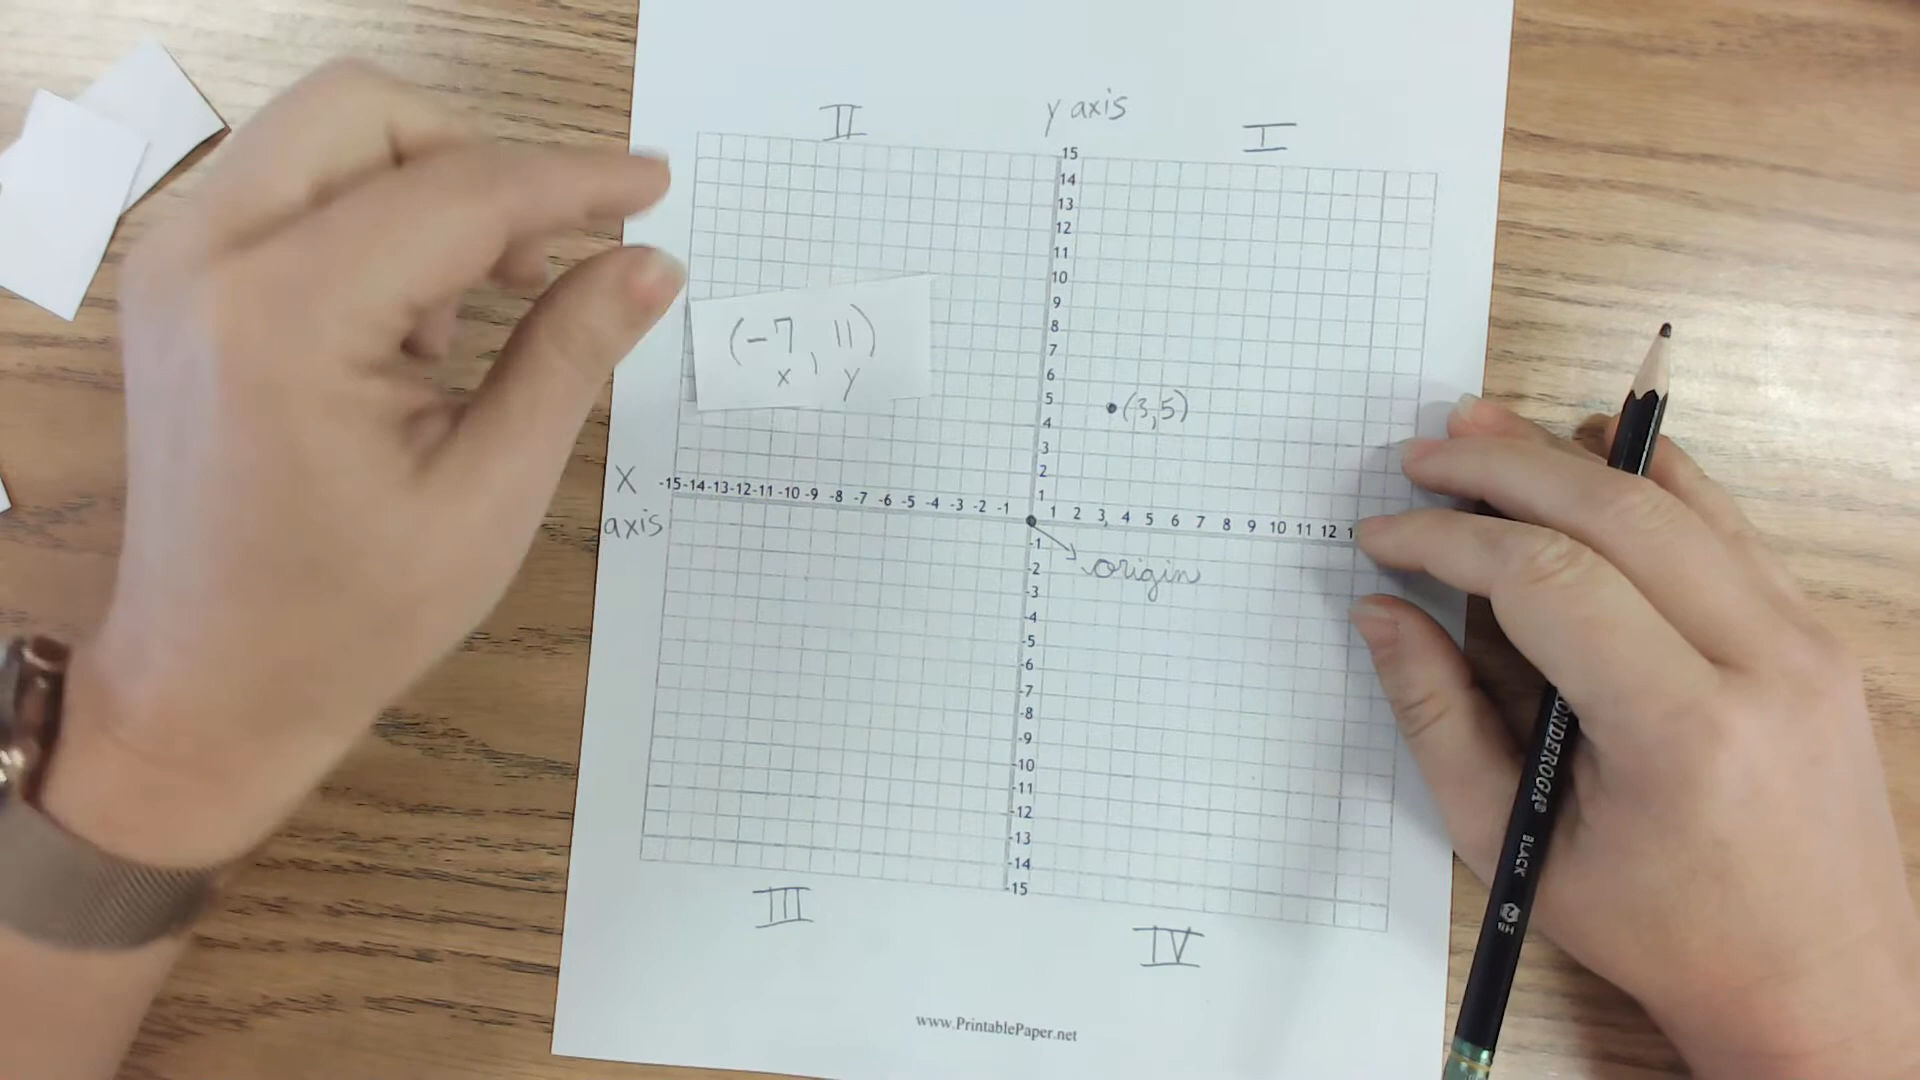 II
y axis
I
15
14
13
12
11
10
9
8
7
6
5
4
3
2
1
(-7, 11)
x y
(3,5)
X
axis
-15 -14 -13 -12 -11 -10 -9 -8 -7 -6 -5 -4 -3 -2 -1
1 2 3 4 5 6 7 8 9 10 11 12
origin
-1
-2
-3
-4
-5
-6
-7
-8
-9
-10
-11
-12
-13
-14
-15
III
IV
www.PrintablePaper.net
BLACK
HB
2